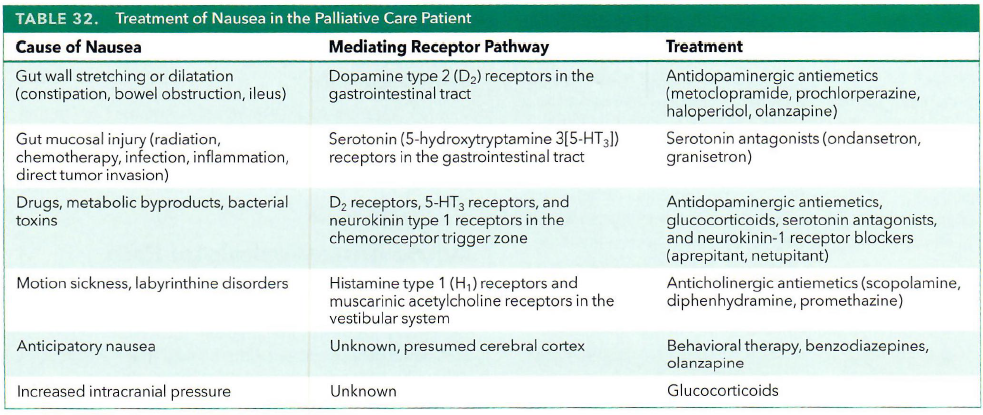 TABLE 32. Treatment of Nausea in the Palliative Care Patient
Cause of Nausea Mediating Receptor Pathway Treatment
Gut wall stretching or dilatation
(constipation, bowel obstruction, ileus)
Dopamine type 2 (D₂) receptors in the
gastrointestinal tract
Antidopaminergic antiemetics
(metoclopramide, prochlorperazine,
haloperidol, olanzapine)
Gut mucosal injury (radiation,
chemotherapy, infection, inflammation,
direct tumor invasion)
Serotonin (5-hydroxytryptamine 3[5-HT₃])
receptors in the gastrointestinal tract
Serotonin antagonists (ondansetron,
granisetron)
Drugs, metabolic byproducts, bacterial
toxins
D₂ receptors, 5-HT₃ receptors, and
neurokinin type 1 receptors in the
chemoreceptor trigger zone
Antidopaminergic antiemetics,
glucocorticoids, serotonin antagonists,
and neurokinin-1 receptor blockers
(aprepitant, netupitant)
Motion sickness, labyrinthine disorders
Histamine type 1 (H₁) receptors and
muscarinic acetylcholine receptors in the
vestibular system
Anticholinergic antiemetics (scopolamine,
diphenhydramine, promethazine)
Anticipatory nausea
Unknown, presumed cerebral cortex
Behavioral therapy, benzodiazepines,
olanzapine
Increased intracranial pressure
Unknown
Glucocorticoids